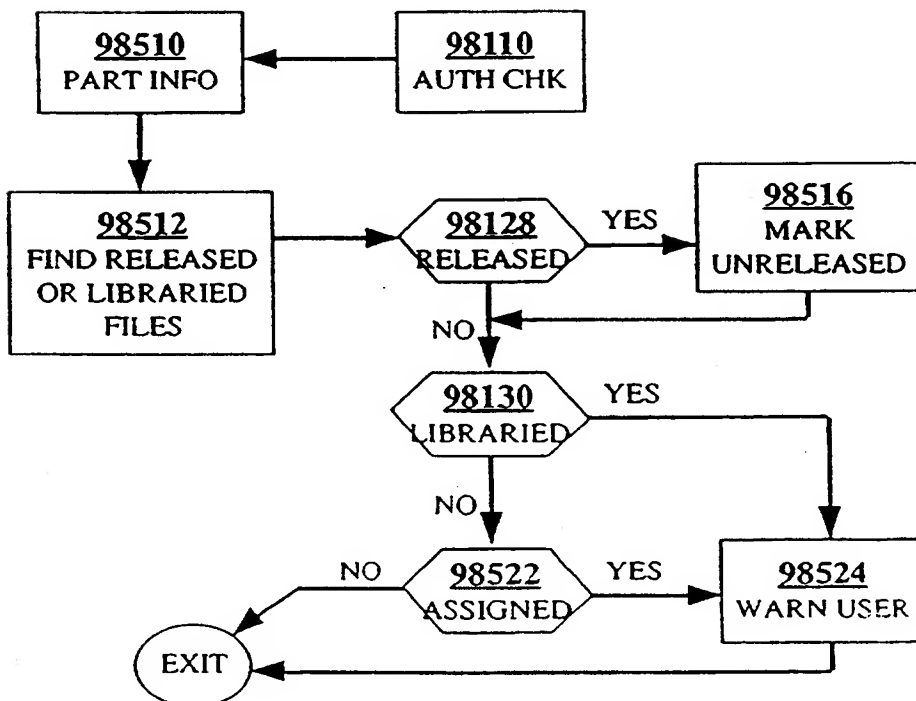 98510
PART INFO
98110
AUTH CHK
98512
FIND RELEASED
OR LIBRARIED
FILES
98128
RELEASED
YES
98516
MARK
UNRELEASED
NO
98130
LIBRARIED
YES
NO
98522
ASSIGNED
NO
YES
98524
WARN USER
EXIT